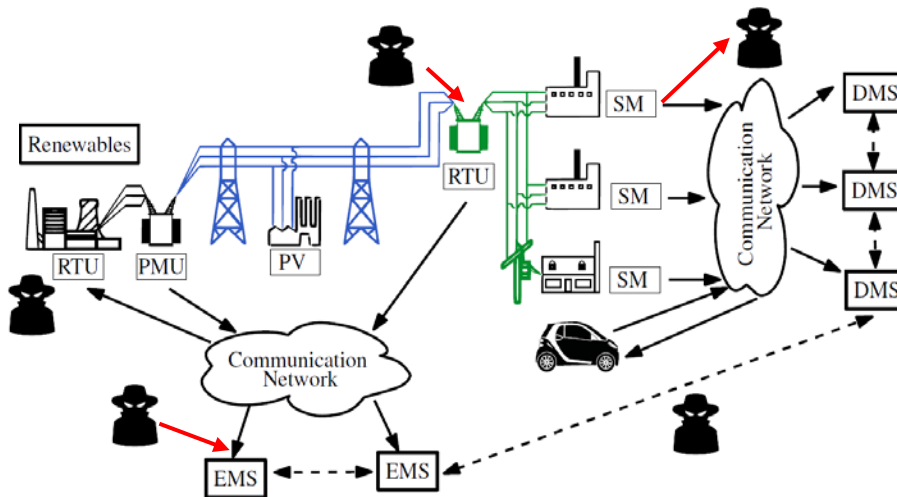 SM
DMS
Renewables
RTU
SM
DMS
Communication
Network
RTU
PMU
PV
SM
DMS
Communication
Network
EMS
EMS